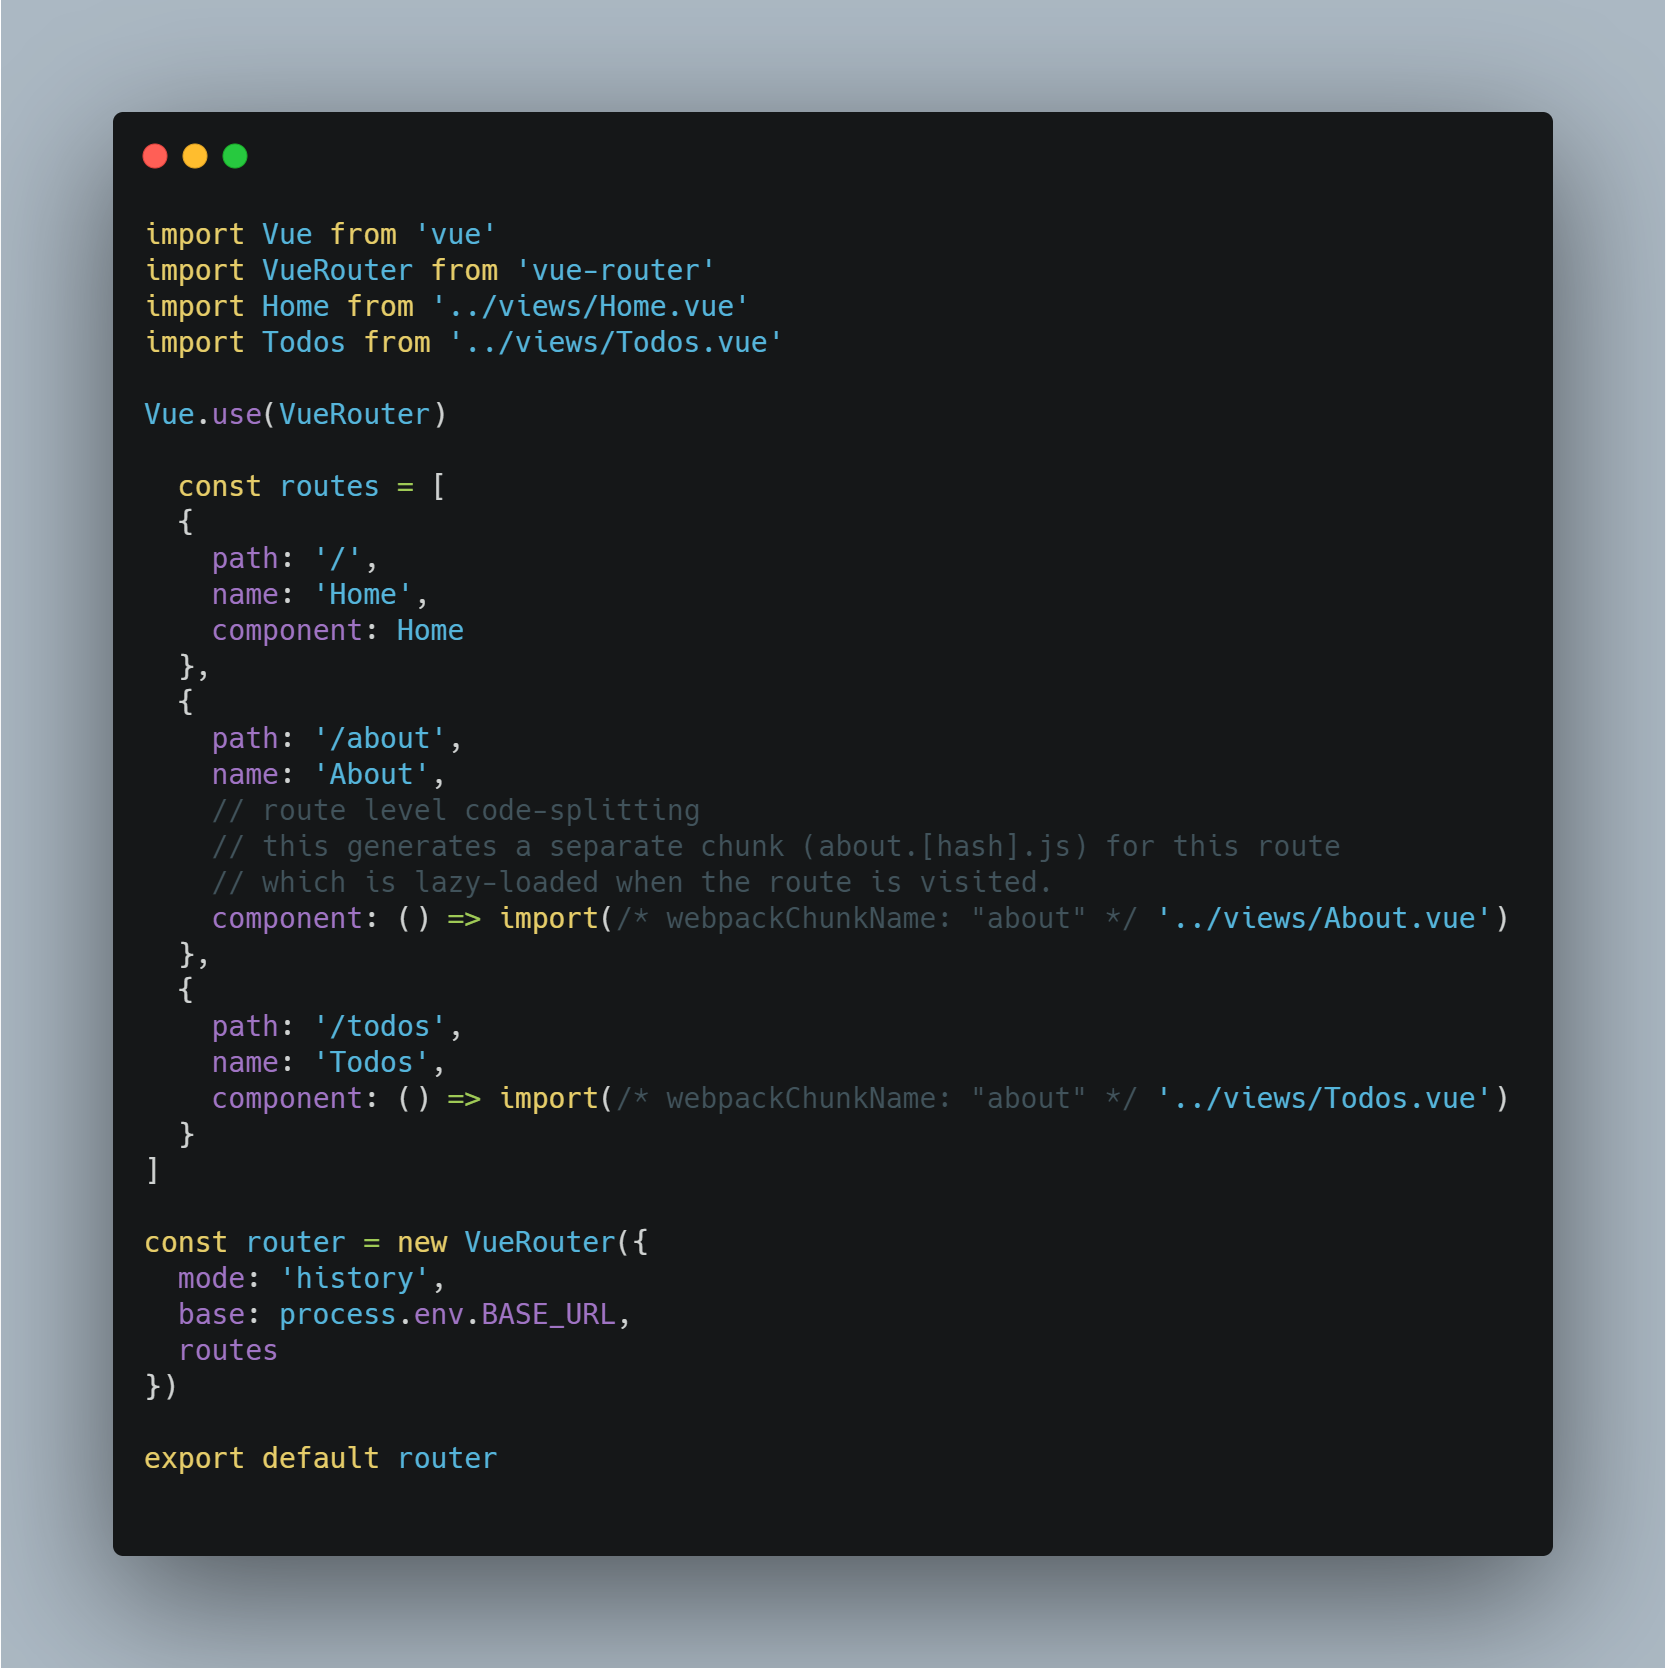 import Vue from 'vue'
import VueRouter from 'vue-router'
import Home from '../views/Home.vue'
import Todos from '../views/Todos.vue'

Vue.use(VueRouter)

  const routes = [
  {
    path: '/',
    name: 'Home',
    component: Home
  },
  {
    path: '/about',
    name: 'About',
    // route level code-splitting
    // this generates a separate chunk (about.[hash].js) for this route
    // which is lazy-loaded when the route is visited.
    component: () => import(/* webpackChunkName: "about" */ '../views/About.vue')
  },
  {
    path: '/todos',
    name: 'Todos',
    component: () => import(/* webpackChunkName: "about" */ '../views/Todos.vue')
  }
]

const router = new VueRouter({
  mode: 'history',
  base: process.env.BASE_URL,
  routes
})

export default router